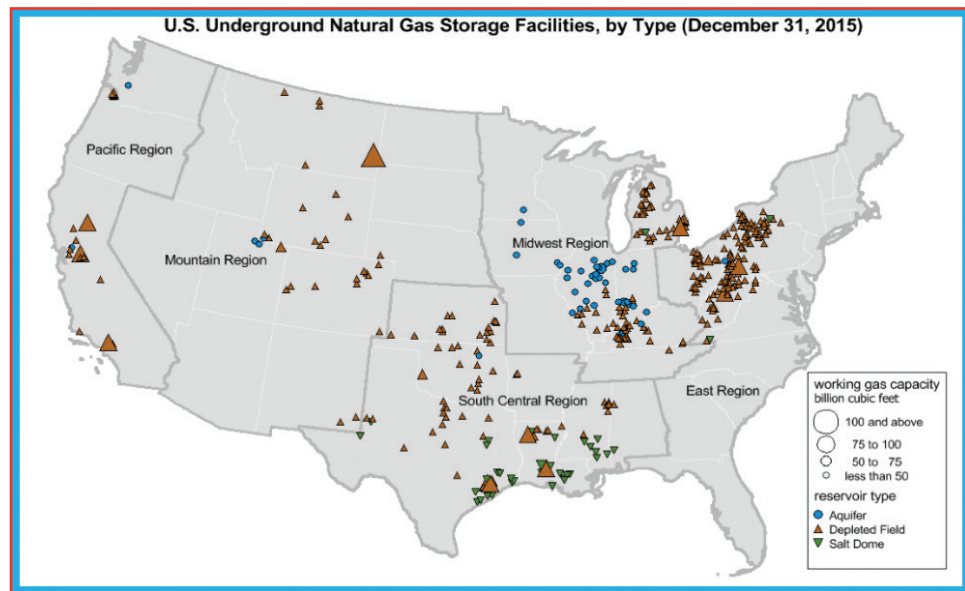 U.S. Underground Natural Gas Storage Facilities, by Type (December 31, 2015)
Pacific Region
Mountain Region
Midwest Region
South Central Region
East Region
working gas capacity
billion cubic feet
100 and above
75 to 100
50 to 75
less than 50
reservoir type
Aquifer
Depleted Field
Salt Dome